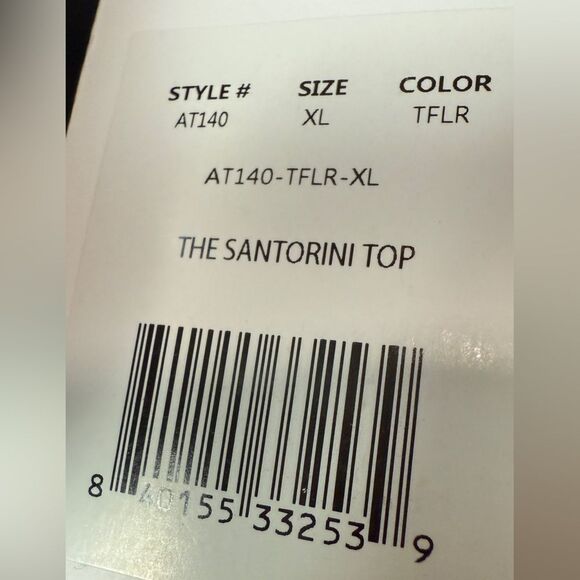 STYLE # SIZE COLOR
AT140 XL TFLR
AT140-TFLR-XL
THE SANTORINI TOP
8 40155 33253 9